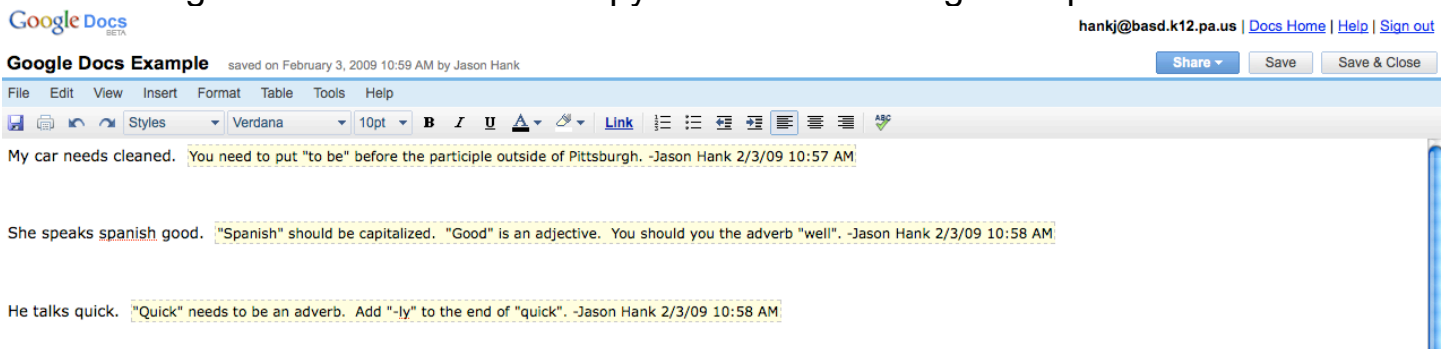 Google Docs
BETA
hankj@basd.k12.pa.us | Docs Home | Help | Sign out
Google Docs Example saved on February 3, 2009 10:59 AM by Jason Hank Share Save Save & Close
File Edit View Insert Format Table Tools Help
Styles Verdana 10pt B I U A Link ABC
My car needs cleaned. You need to put "to be" before the participle outside of Pittsburgh. -Jason Hank 2/3/09 10:57 AM
She speaks spanish good. "Spanish" should be capitalized. "Good" is an adjective. You should you the adverb "well". -Jason Hank 2/3/09 10:58 AM
He talks quick. "Quick" needs to be an adverb. Add "-ly" to the end of "quick". -Jason Hank 2/3/09 10:58 AM